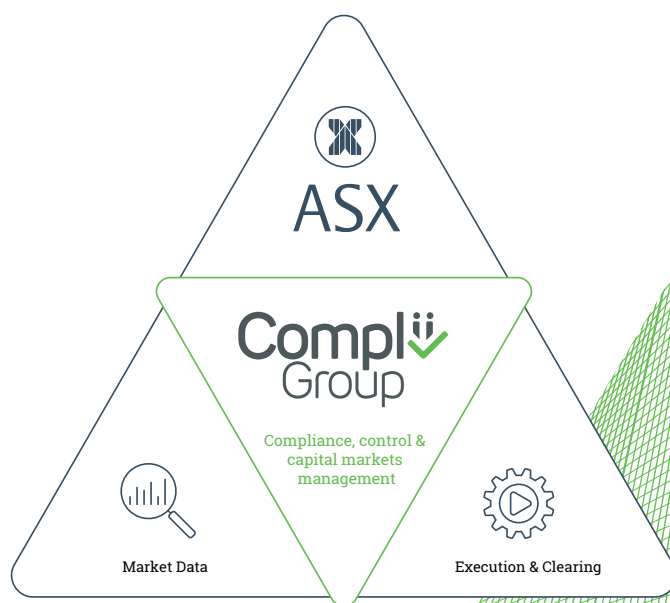 ASX
Complii
Group
Compliance, control &
capital markets
management
Market Data
Execution & Clearing